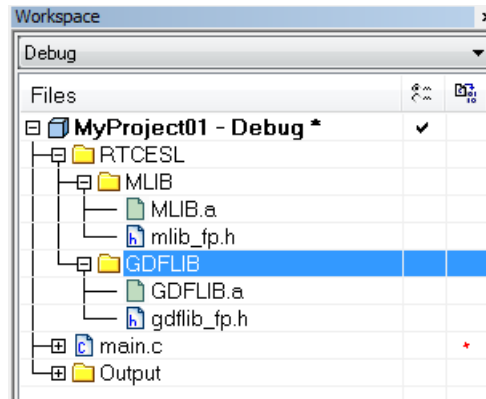 Workspace
Debug
Files
MyProject01 - Debug *
RTCESL
MLIB
MLIB.a
mlib_fp.h
GDFLIB
GDFLIB.a
gdflib_fp.h
main.c
Output